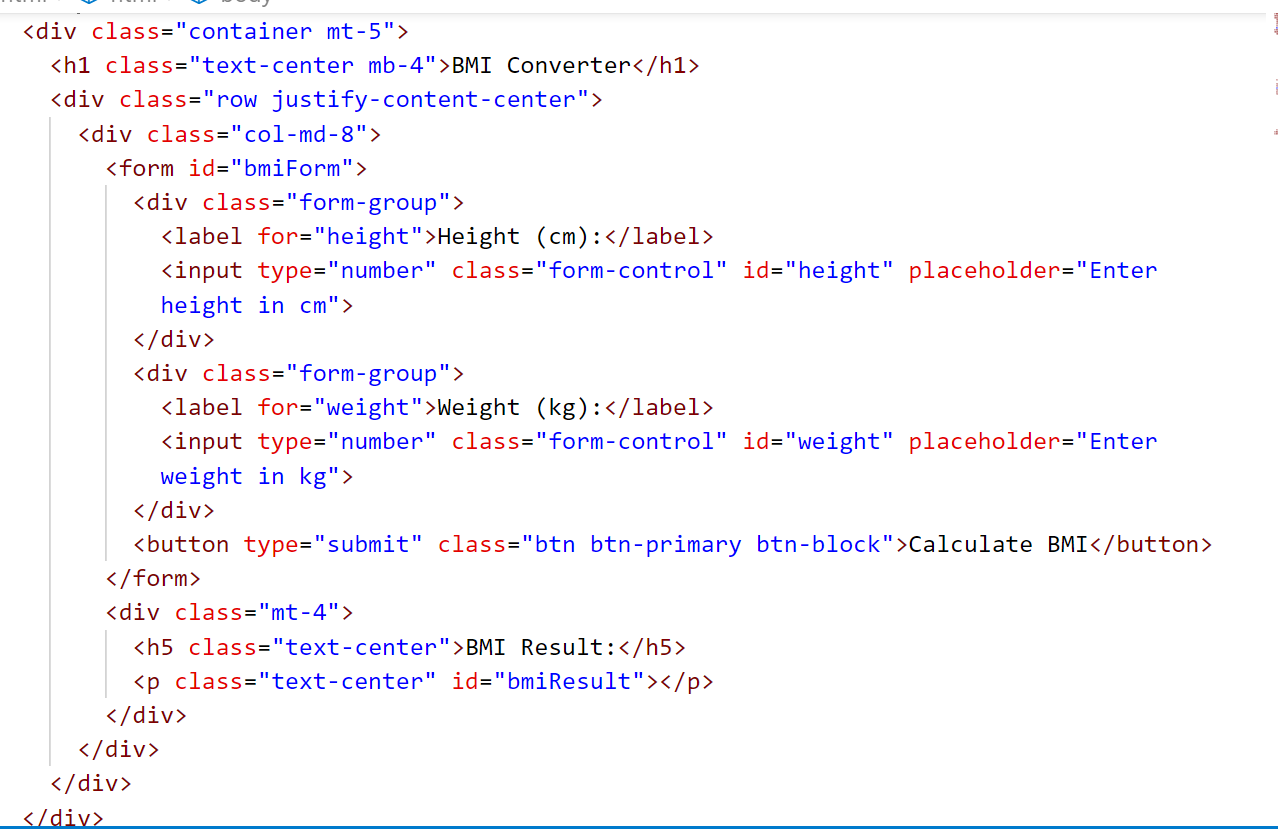 <div class="container mt-5">
<h1 class="text-center mb-4">BMI Converter</h1>
<div class="row justify-content-center">
<div class="col-md-8">
<form id="bmiForm">
<div class="form-group">
<label for="height">Height (cm):</label>
<input type="number" class="form-control" id="height" placeholder="Enter
height in cm">
</div>
<div class="form-group">
<label for="weight">Weight (kg):</label>
<input type="number" class="form-control" id="weight" placeholder="Enter
weight in kg">
</div>
<button type="submit" class="btn btn-primary btn-block">Calculate BMI</button>
</form>
<div class="mt-4">
<h5 class="text-center">BMI Result:</h5>
<p class="text-center" id="bmiResult"></p>
</div>
</div>
</div>
</div>